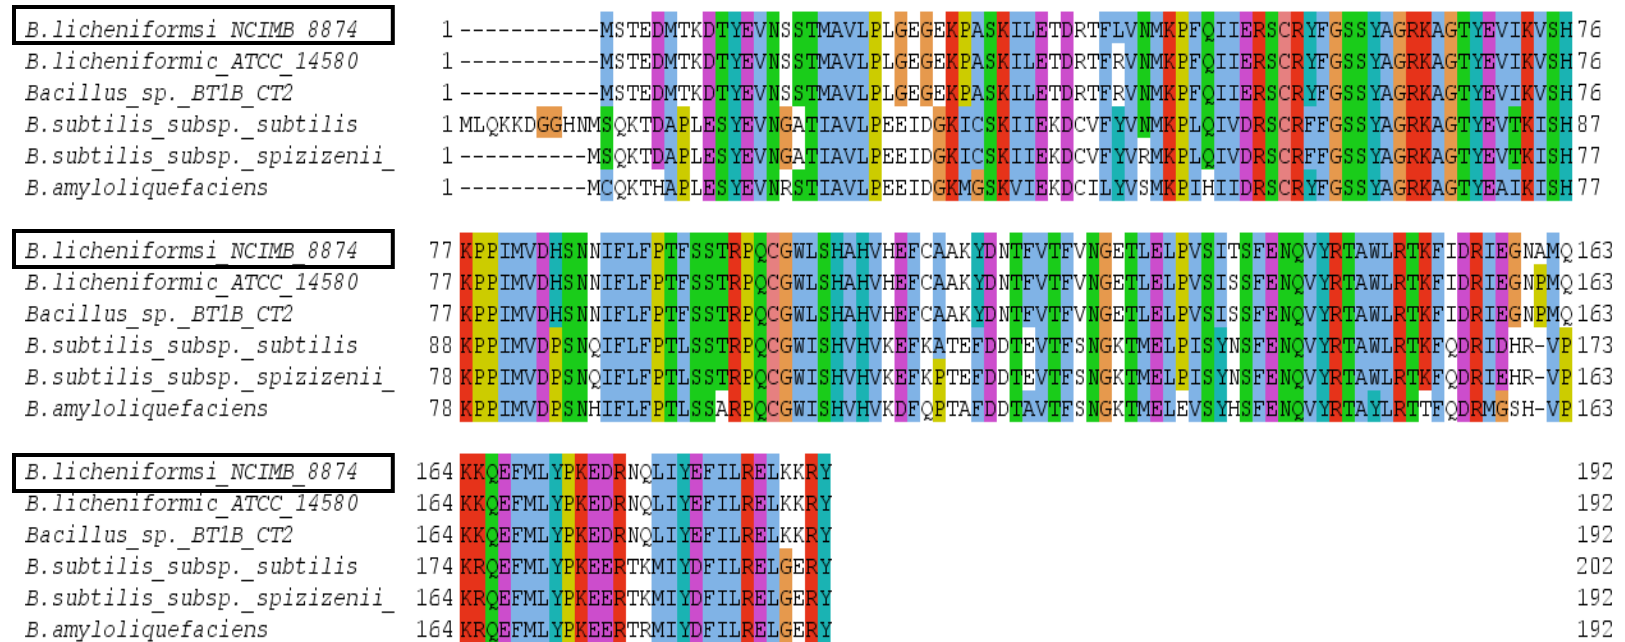 B.licheniformsi_NCIMB_8874 1 -----------MSTEDMTKDTYEVNSSTMAVLPLGEGEKPASKILETDRTFLVNMKPFQIIERSCRYFGSSYAGRKAGTYEVIKVSH 76
B.licheniformic_ATCC_14580 1 -----------MSTEDMTKDTYEVNSSTMAVLPLGEGEKPASKILETDRTFRVNMKPFQIIERSCRYFGSSYAGRKAGTYEVIKVSH 76
Bacillus_sp._BT1B_CT2 1 -----------MSTEDMTKDTYEVNSSTMAVLPLGEGEKPASKILETDRTFRVNMKPFQIIERSCRYFGSSYAGRKAGTYEVIKVSH 76
B.subtilis_subsp._subtilis 1 MLQKKDGGHNMSQKTDAPLESYEVNGATIAVLPEEIDGKICSKIIEKDCVFYVNMKPLQIVDRSCRFFGSSYAGRKAGTYEVTKISH 87
B.subtilis_subsp._spizizenii_ 1 ----------MSQKTDAPLESYEVNGATIAVLPEEIDGKICSKIIEKDCVFYVRMKPLQIVDRSCRFFGSSYAGRKAGTYEVTKISH 77
B.amyloliquefaciens 1 ----------MCQKTHAPLESYEVNRSTIAVLPEEIDGKMGSKVIEKDCILYVSMKPIHIIDRSCRYFGSSYAGRKAGTYEAIKISH 77
B.licheniformsi_NCIMB_8874 77 KPPIMVDHSNNIFLFPTFSSTRPQCGWLSHAHVHEFCAAKYDNTFVTFVNGETLELPVSITSFENQVYRTAWLRTKFIDRIEGNAMQ 163
B.licheniformic_ATCC_14580 77 KPPIMVDHSNNIFLFPTFSSTRPQCGWLSHAHVHEFCAAKYDNTFVTFVNGETLELPVSISSFENQVYRTAWLRTKFIDRIEGNPMQ 163
Bacillus_sp._BT1B_CT2 77 KPPIMVDHSNNIFLFPTFSSTRPQCGWLSHAHVHEFCAAKYDNTFVTFVNGETLELPVSISSFENQVYRTAWLRTKFIDRIEGNPMQ 163
B.subtilis_subsp._subtilis 88 KPPIMVDPSNQIFLFPTLSSTRPQCGWISHVHVKEFKATEFDDTEVTFSNGKTMELPISYNSFENQVYRTAWLRTKFQDRIDHR-VP 173
B.subtilis_subsp._spizizenii_ 78 KPPIMVDPSNQIFLFPTLSSTRPQCGWISHVHVKEFKPTEFDDTEVTFSNGKTMELPISYNSFENQVYRTAWLRTKFQDRIEHR-VP 163
B.amyloliquefaciens 78 KPPIMVDPSNHIFLFPTLSSARPQCGWISHVHVKDFQPTAFDDTAVTFSNGKTMELEVSYHSFENQVYRTAYLRTTFQDRMGSH-VP 163
B.licheniformsi_NCIMB_8874 164 KKQEFMLYPKEDRNQLIYEFILRELKKRY 192
B.licheniformic_ATCC_14580 164 KKQEFMLYPKEDRNQLIYEFILRELKKRY 192
Bacillus_sp._BT1B_CT2 164 KKQEFMLYPKEDRNQLIYEFILRELKKRY 192
B.subtilis_subsp._subtilis 174 KRQEFMLYPKEERTKMIYDFILRELGERY 202
B.subtilis_subsp._spizizenii_ 164 KRQEFMLYPKEERTKMIYDFILRELGERY 192
B.amyloliquefaciens 164 KRQEFMLYPKEERTRMIYDFILRELGERY 192